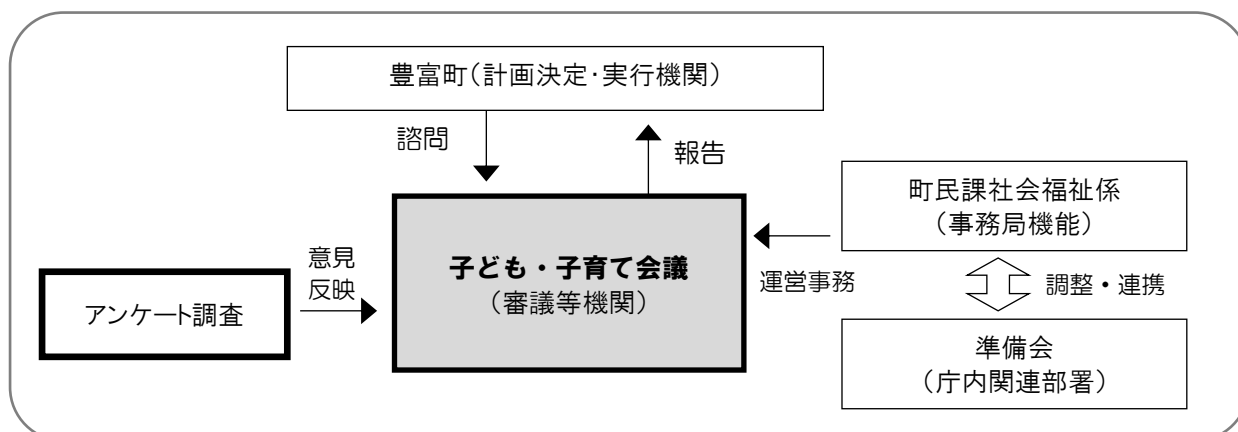 豊富町（計画決定・実行機関）
諮問
報告
町民課社会福祉係
（事務局機能）
意見
反映
子ども・子育て会議
（審議等機関）
運営事務
調整・連携
アンケート調査
準備会
（庁内関連部署）